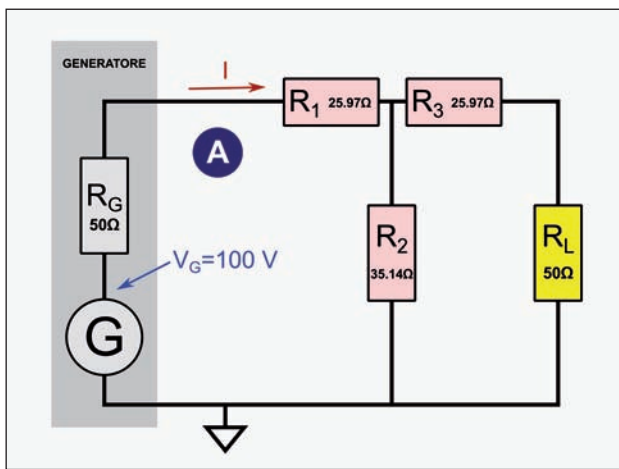 GENERATORE
I
R1 25.97Ω
R3 25.97Ω
A
RG
50Ω
R2
35.14Ω
RL
50Ω
VG=100 V
G